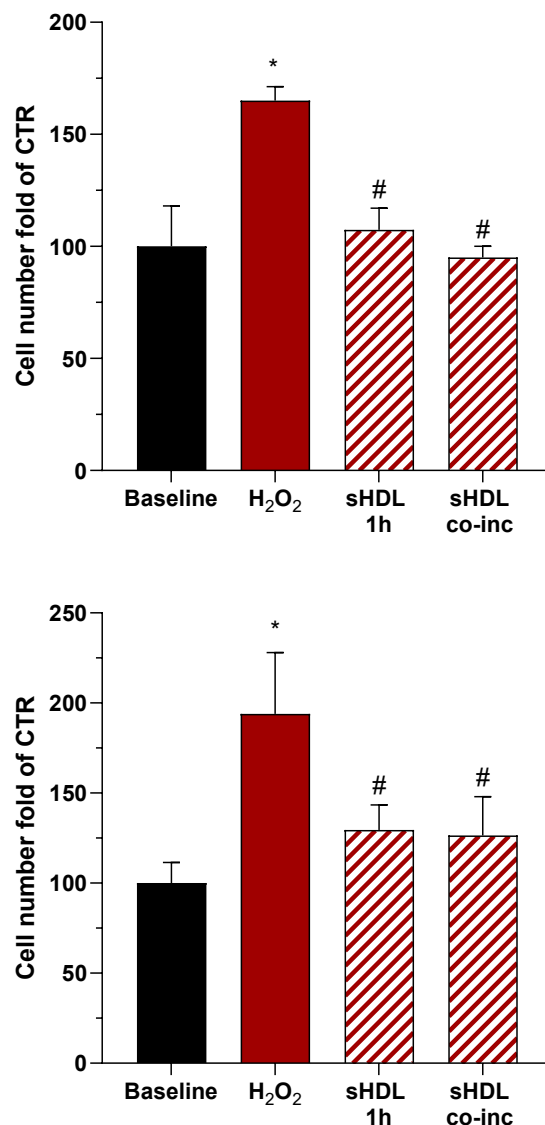 Cell number fold of CTR
200
150
100
50
0
*
#
#
Baseline
H₂O₂
sHDL
1h
sHDL
co-inc
Cell number fold of CTR
250
200
150
100
50
0
*
#
#
Baseline
H₂O₂
sHDL
1h
sHDL
co-inc